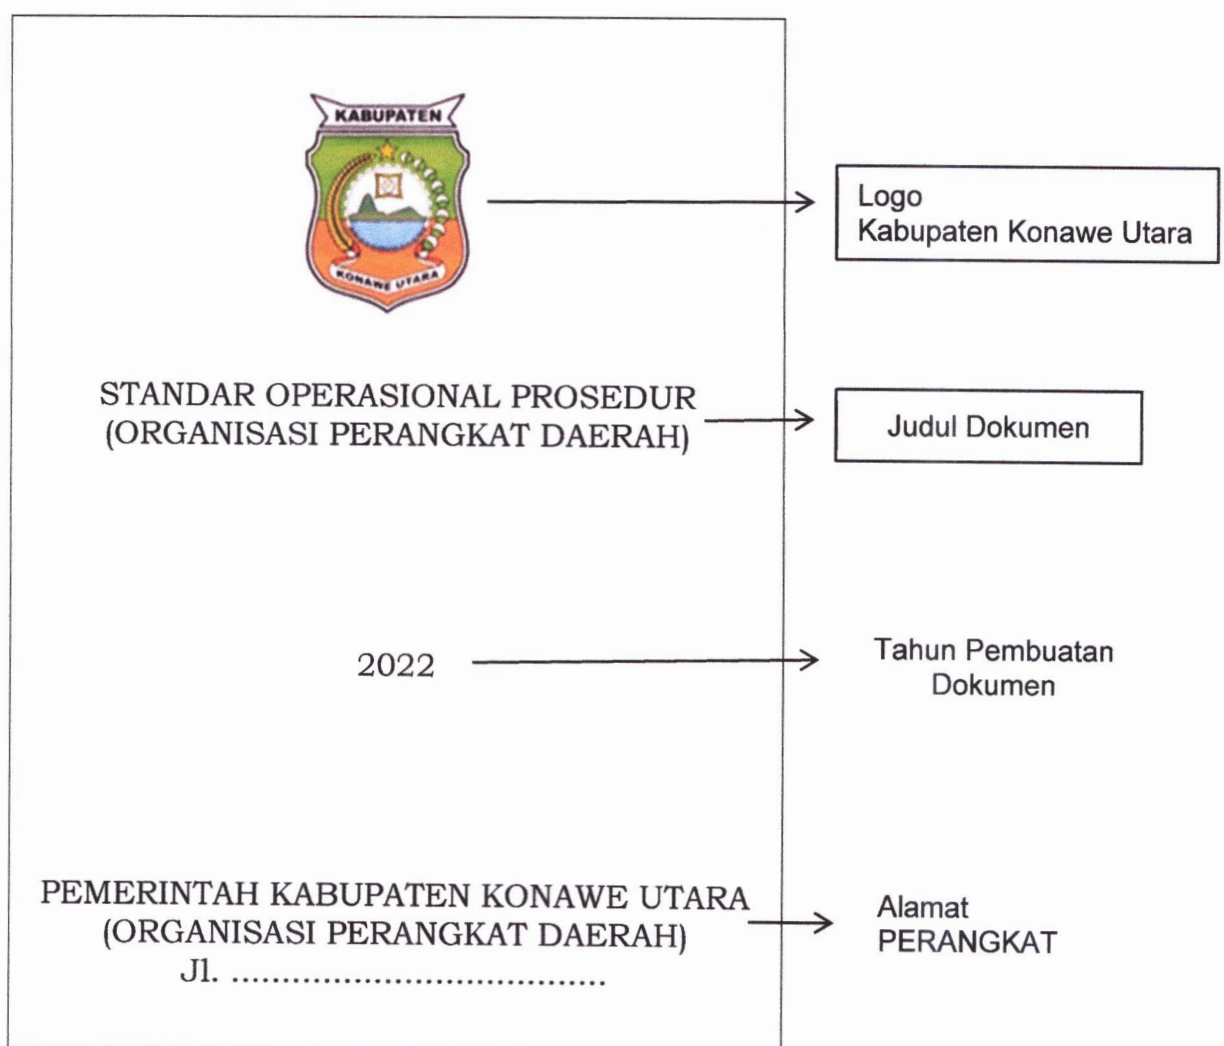 KABUPATEN
KONAWE UTARA
Logo
Kabupaten Konawe Utara
STANDAR OPERASIONAL PROSEDUR
(ORGANISASI PERANGKAT DAERAH)
Judul Dokumen
2022
Tahun Pembuatan
Dokumen
PEMERINTAH KABUPATEN KONAWE UTARA
(ORGANISASI PERANGKAT DAERAH)
Jl. .....................................
Alamat
PERANGKAT